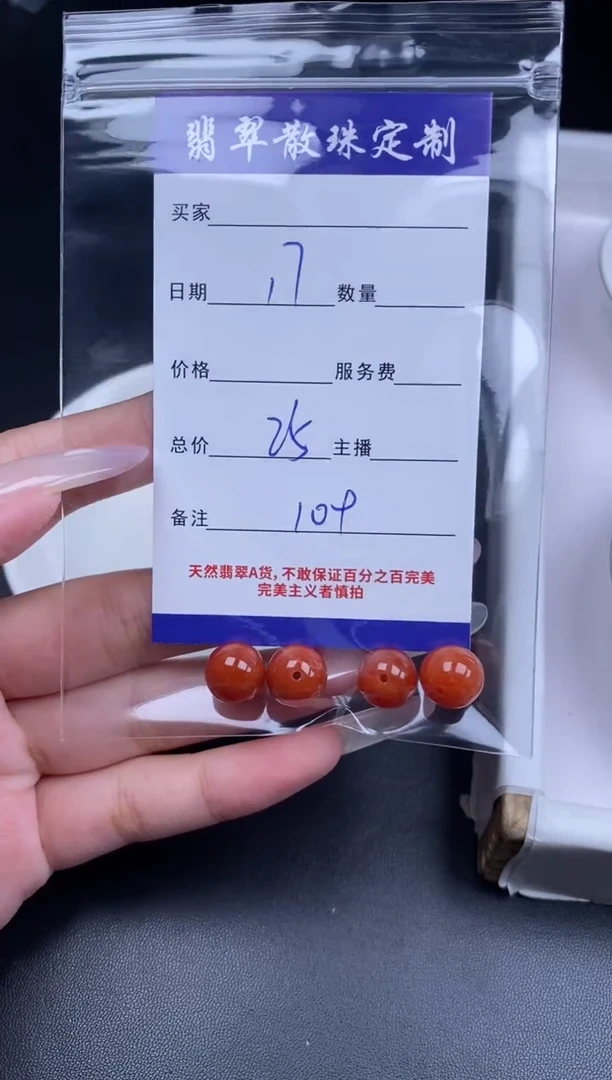 翡翠散珠定制
买家
日期 17 数量
价格 服务费
总价 25 主播
备注 104
天然翡翠A货，不敢保证百分之百完美
完美主义者慎拍